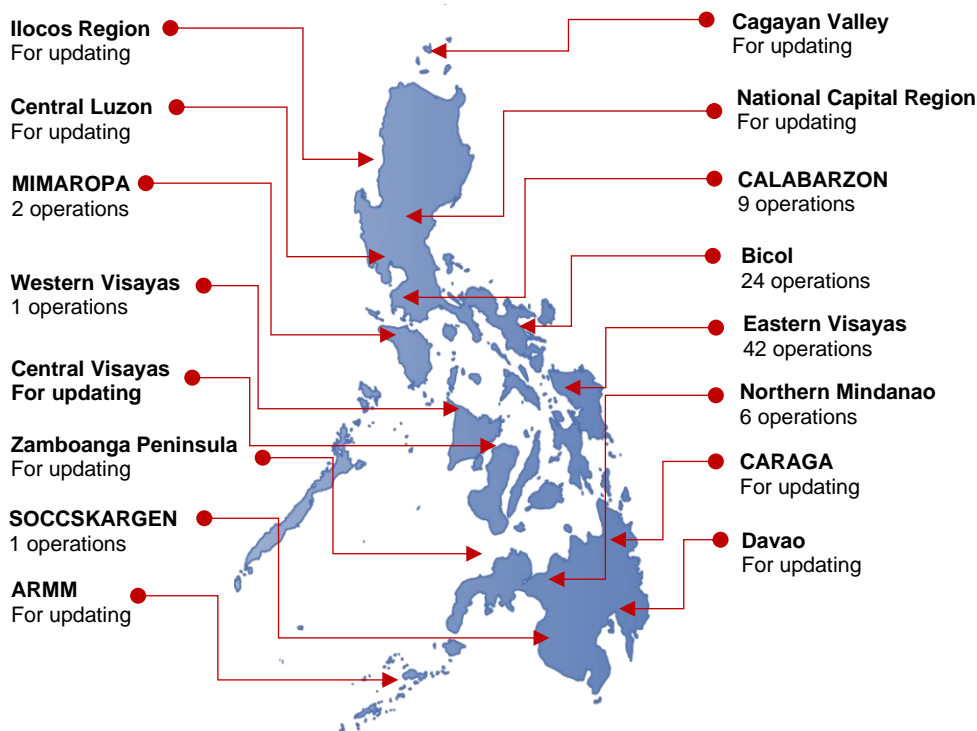 Ilocos Region
For updating
Central Luzon
For updating
MIMAROPA
2 operations
Western Visayas
1 operations
Central Visayas
For updating
Zamboanga Peninsula
For updating
SOCCSKARGEN
1 operations
ARMM
For updating
Cagayan Valley
For updating
National Capital Region
For updating
CALABARZON
9 operations
Bicol
24 operations
Eastern Visayas
42 operations
Northern Mindanao
6 operations
CARAGA
For updating
Davao
For updating